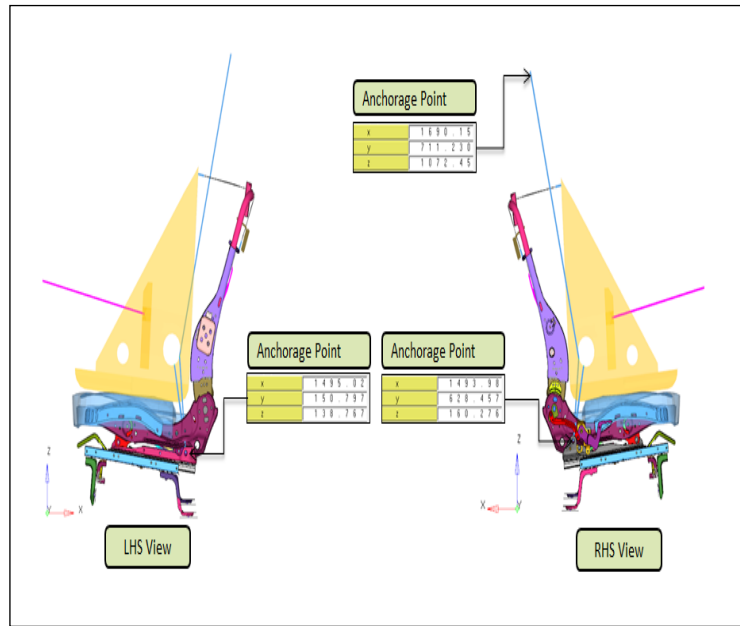 Anchorage Point
x 1690.15
y 711.230
z 1072.45
Anchorage Point
x 1495.02
y 150.797
z 138.767
Anchorage Point
x 1493.98
y 628.457
z 160.276
Z
Y X
LHS View
Z
X Y
RHS View